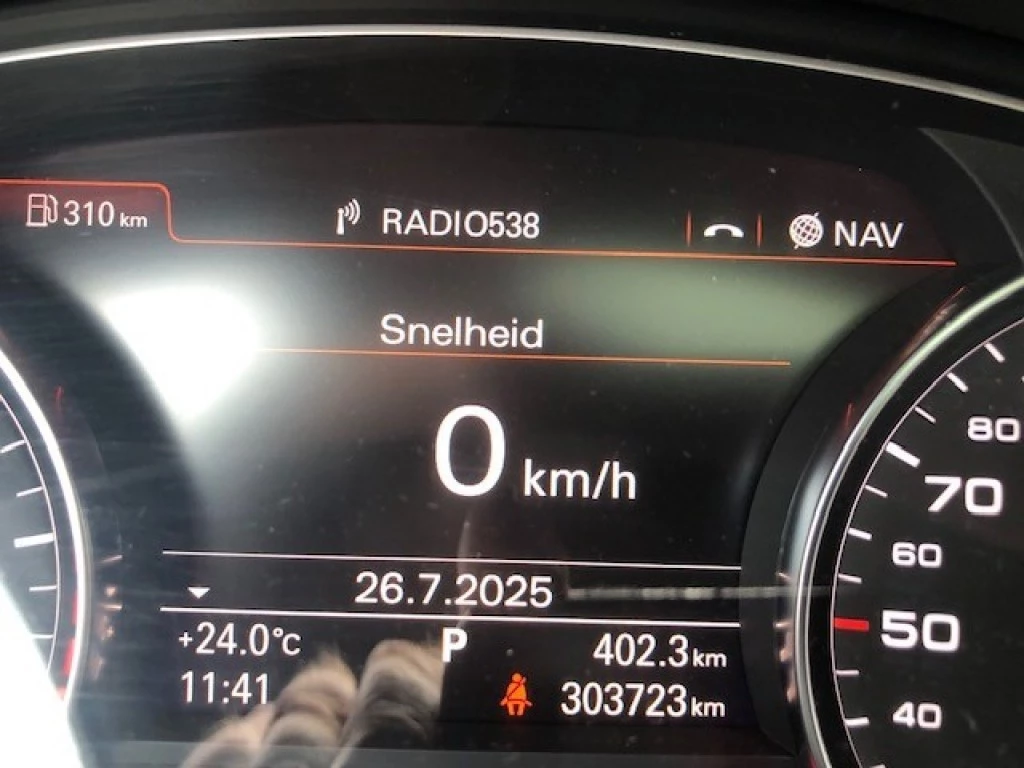 310 km RADIO538 NAV
Snelheid
0 km/h
26.7.2025
+24.0°C P 402.3 km
11:41 303723 km
80
70
60
50
40